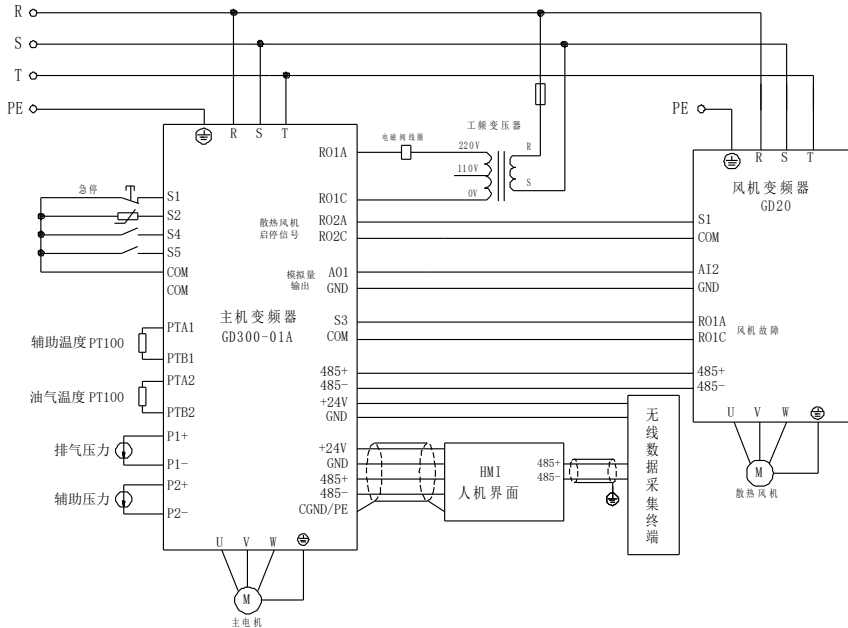 R
S
T
PE
R S T
工频变压器
电磁阀线圈
220V
110V
0V
R
S
PE
R S T
风机变频器
GD20
急停
S1
S2
S4
S5
COM
COM
RO1A
RO1C
散热风机
启停信号
RO2A
RO2C
模拟量
输出
AO1
GND
S1
COM
AI2
GND
主机变频器
GD300-01A
S3
COM
RO1A
RO1C
风机故障
485+
485-
+24V
GND
485+
485-
辅助温度PT100
PTA1
PTB1
油气温度PT100
PTA2
PTB2
排气压力
P1+
P1-
辅助压力
P2+
P2-
+24V
GND
485+
485-
CGND/PE
HMI
人机界面
485+
485-
无线数据采集终端
U V W
M
散热风机
U V W
M
主电机